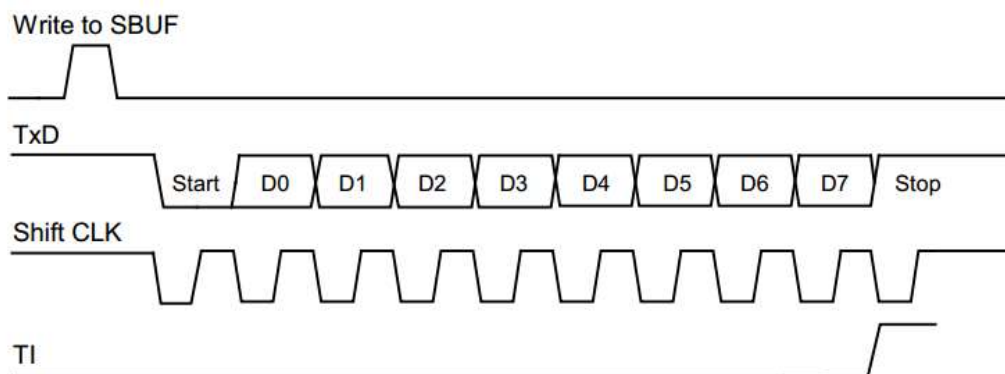 Write to SBUF
TxD
Start D0 D1 D2 D3 D4 D5 D6 D7 Stop
Shift CLK
TI